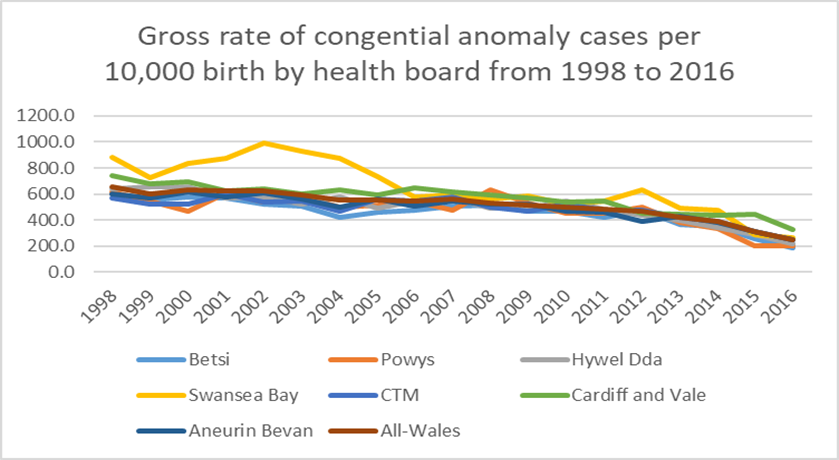 Gross rate of congential anomaly cases per
10,000 birth by health board from 1998 to 2016
1200.0
1000.0
800.0
600.0
400.0
200.0
0.0
1998 1999 2000 2001 2002 2003 2004 2005 2006 2007 2008 2009 2010 2011 2012 2013 2014 2015 2016
Betsi Powys Hywel Dda
Swansea Bay CTM Cardiff and Vale
Aneurin Bevan All-Wales